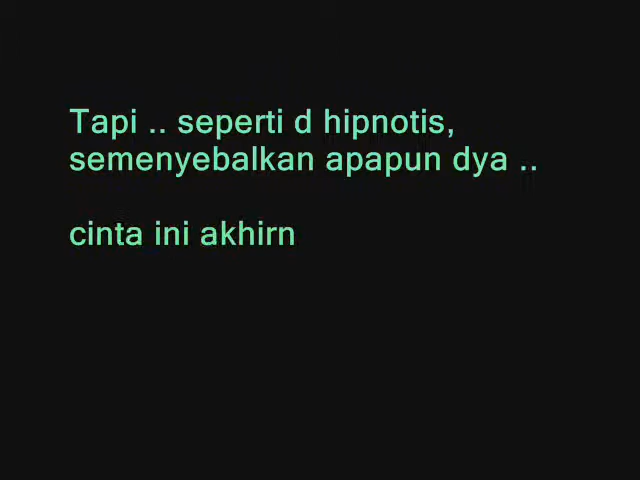 Tapi .. seperti d hipnotis,
semenyebalkan apapun dya ..
cinta ini akhirn